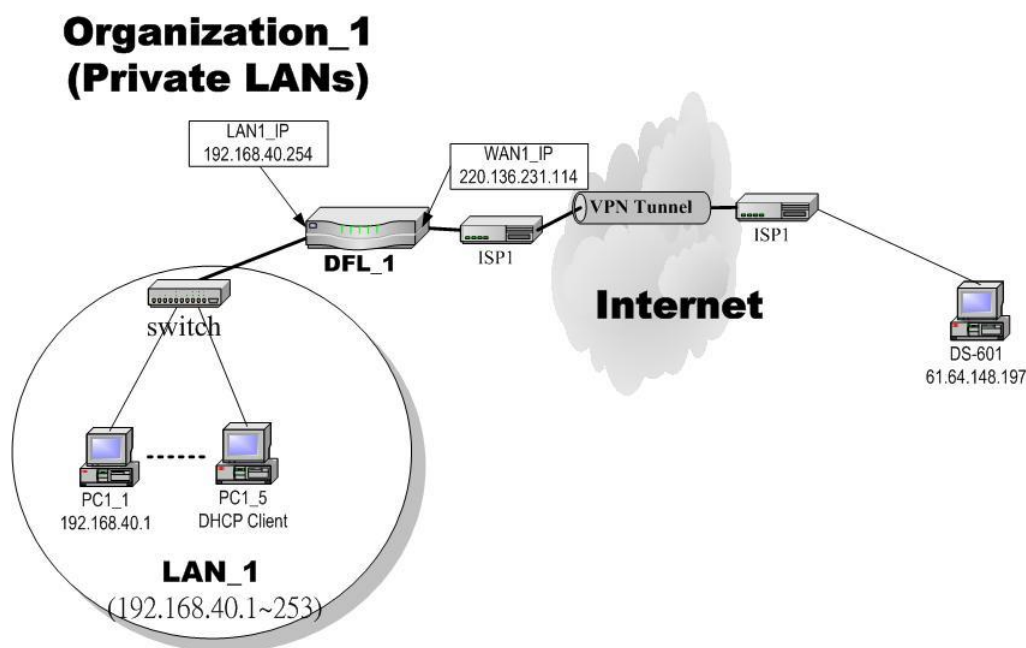 Organization_1
(Private LANs)
LAN1_IP
192.168.40.254
WAN1_IP
220.136.231.114
VPN Tunnel
ISP1
ISP1
DFL_1
Internet
switch
DS-601
61.64.148.197
PC1_1
192.168.40.1
PC1_5
DHCP Client
LAN_1
(192.168.40.1~253)